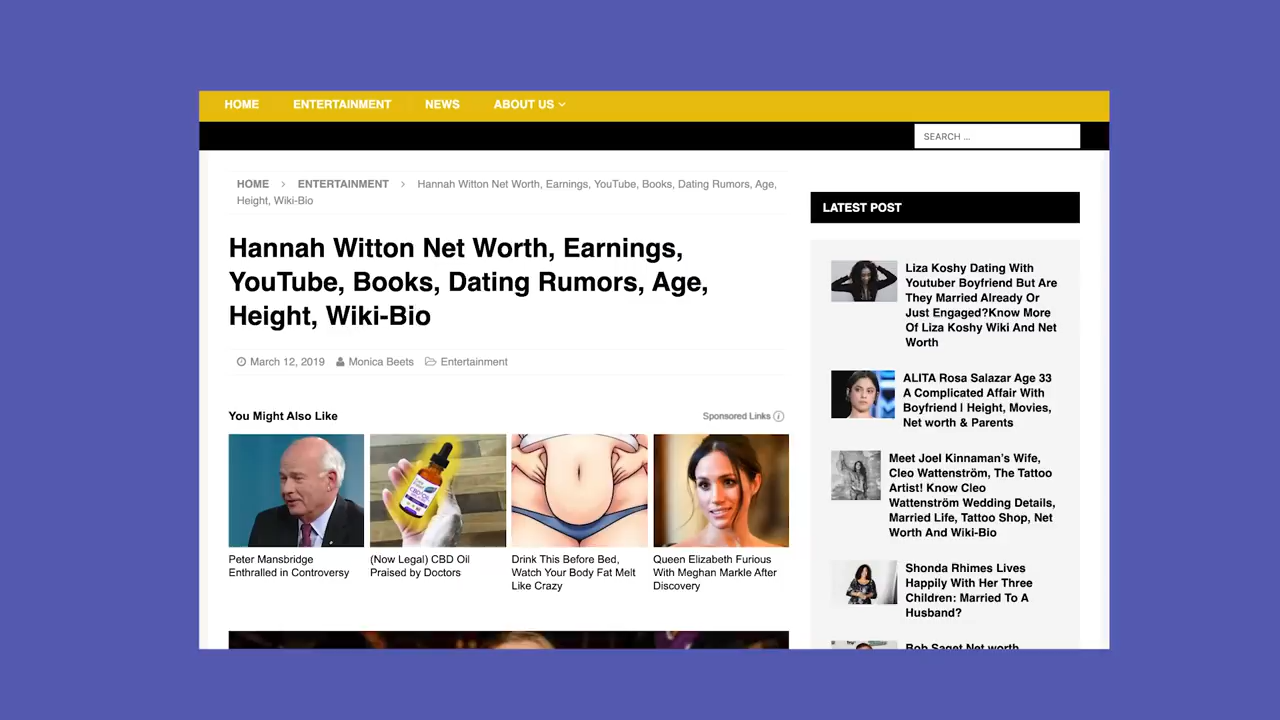 HOME ENTERTAINMENT NEWS ABOUT US
SEARCH ...
HOME > ENTERTAINMENT > Hannah Witton Net Worth, Earnings, YouTube, Books, Dating Rumors, Age,
Height, Wiki-Bio
Hannah Witton Net Worth, Earnings,
YouTube, Books, Dating Rumors, Age,
Height, Wiki-Bio
March 12, 2019 Monica Beets Entertainment
You Might Also Like
Sponsored Links
Peter Mansbridge
Enthralled in Controversy
CBD OIL
(Now Legal) CBD Oil
Praised by Doctors
Drink This Before Bed,
Watch Your Body Fat Melt
Like Crazy
Queen Elizabeth Furious
With Meghan Markle After
Discovery
LATEST POST
Liza Koshy Dating With
Youtuber Boyfriend But Are
They Married Already Or
Just Engaged?Know More
Of Liza Koshy Wiki And Net
Worth
ALITA Rosa Salazar Age 33
A Complicated Affair With
Boyfriend | Height, Movies,
Net worth & Parents
Meet Joel Kinnaman's Wife,
Cleo Wattenström, The Tattoo
Artist! Know Cleo
Wattenström Wedding Details,
Married Life, Tattoo Shop, Net
Worth And Wiki-Bio
Shonda Rhimes Lives
Happily With Her Three
Children: Married To A
Husband?
Bob Saget Net worth